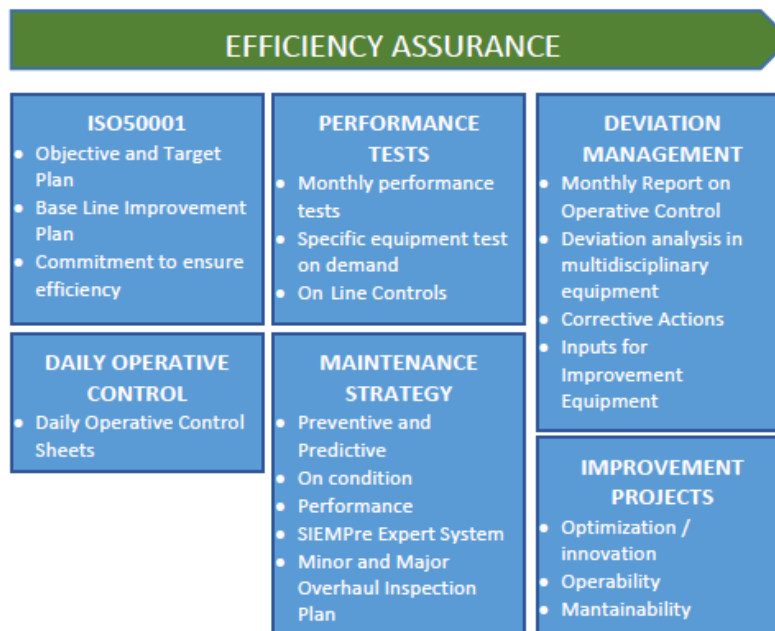 EFFICIENCY ASSURANCE
ISO50001
• Objective and Target
Plan
• Base Line Improvement
Plan
• Commitment to ensure
efficiency
DAILY OPERATIVE
CONTROL
• Daily Operative Control
Sheets
PERFORMANCE
TESTS
• Monthly performance
tests
• Specific equipment test
on demand
• On Line Controls
MAINTENANCE
STRATEGY
• Preventive and
Predictive
• On condition
• Performance
• SIEMPre Expert System
• Minor and Major
Overhaul Inspection
Plan
DEVIATION
MANAGEMENT
• Monthly Report on
Operative Control
• Deviation analysis in
multidisciplinary
equipment
• Corrective Actions
• Inputs for
Improvement
Equipment
IMPROVEMENT
PROJECTS
• Optimization /
innovation
• Operability
• Mantainability